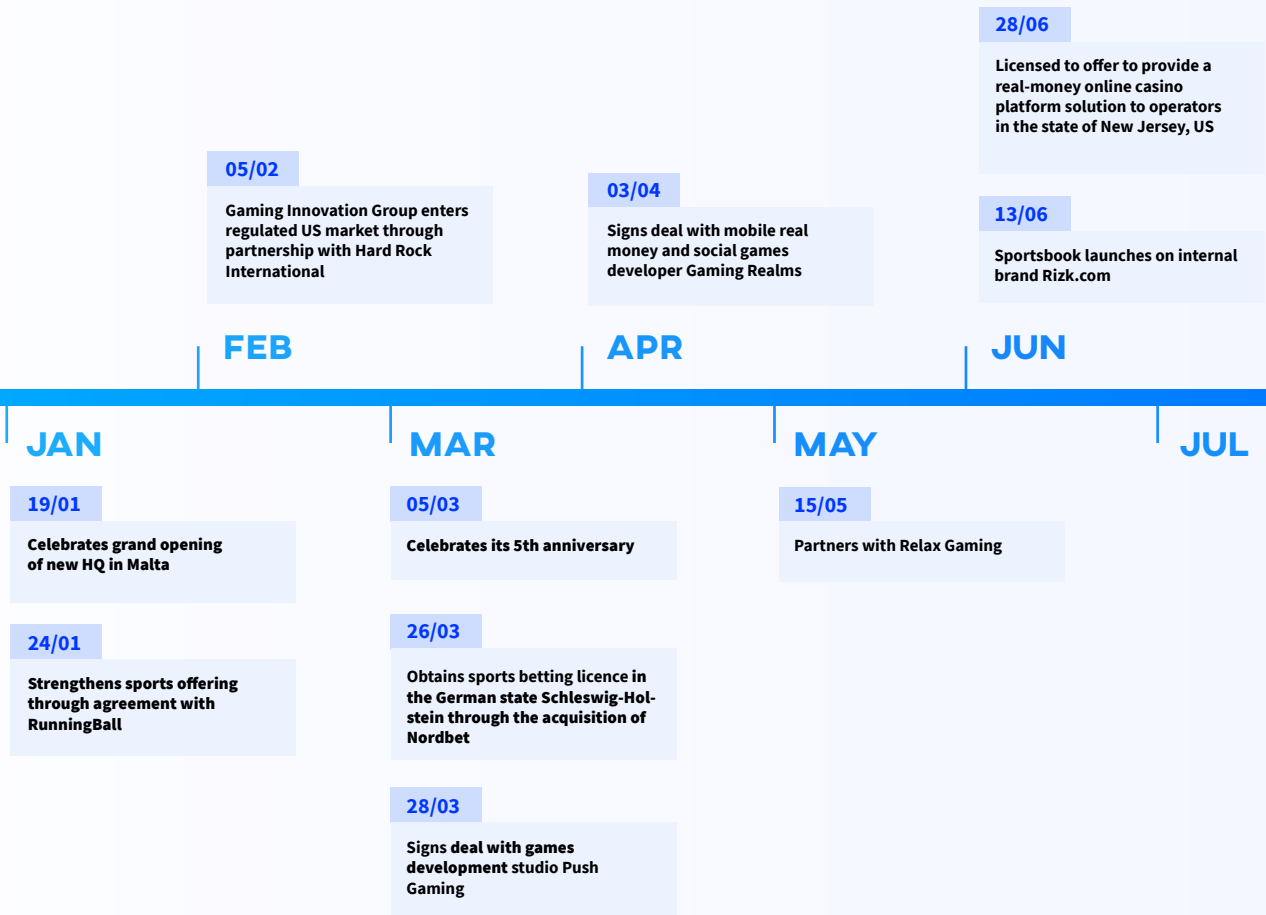 28/06
Licensed to offer to provide a
real-money online casino
platform solution to operators
in the state of New Jersey, US
05/02
Gaming Innovation Group enters
regulated US market through
partnership with Hard Rock
International
03/04
Signs deal with mobile real
money and social games
developer Gaming Realms
13/06
Sportsbook launches on internal
brand Rizk.com
FEB
APR
JUN
JAN
MAR
MAY
JUL
19/01
Celebrates grand opening
of new HQ in Malta
24/01
Strengthens sports offering
through agreement with
RunningBall
05/03
Celebrates its 5th anniversary
26/03
Obtains sports betting licence in
the German state Schleswig-Hol-
stein through the acquisition of
Nordbet
28/03
Signs deal with games
development studio Push
Gaming
15/05
Partners with Relax Gaming